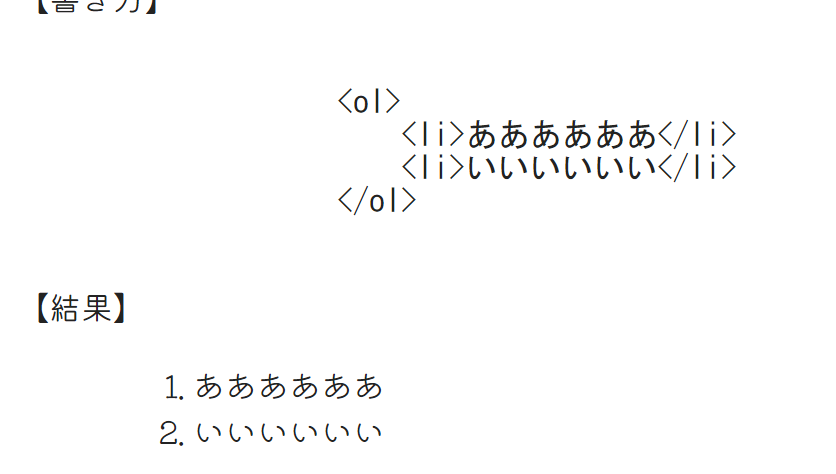 【書き方】
<ol>
<li>ああああああ</li>
<li>いいいいいい</li>
</ol>
【結果】
1. ああああああ
2. いいいいいい